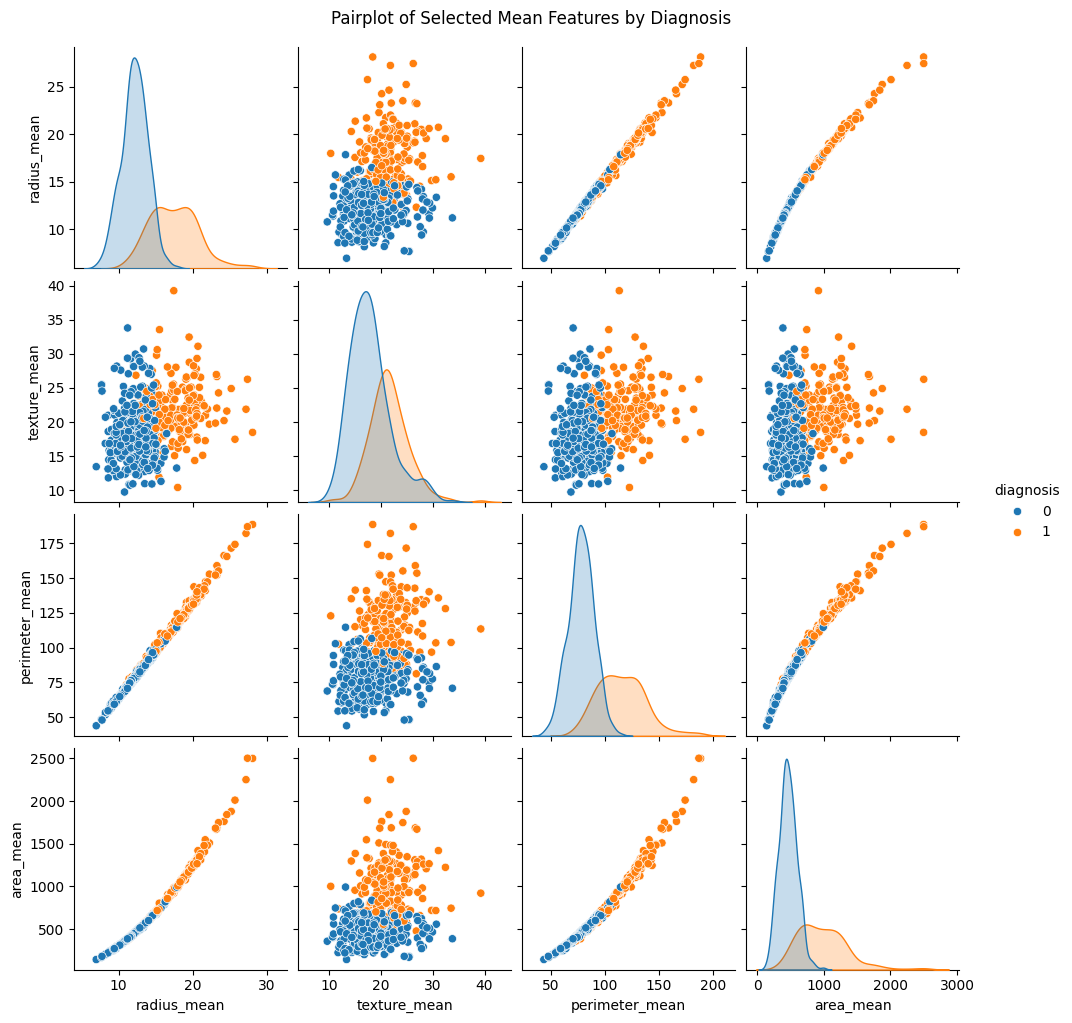 Pairplot of Selected Mean Features by Diagnosis
radius_mean
25
20
15
10
texture_mean
40
35
30
25
20
15
10
perimeter_mean
175
150
125
100
75
50
area_mean
2500
2000
1500
1000
500
10 20 30
radius_mean
10 20 30 40
texture_mean
50 100 150 200
perimeter_mean
0 1000 2000 3000
area_mean
diagnosis
0
1